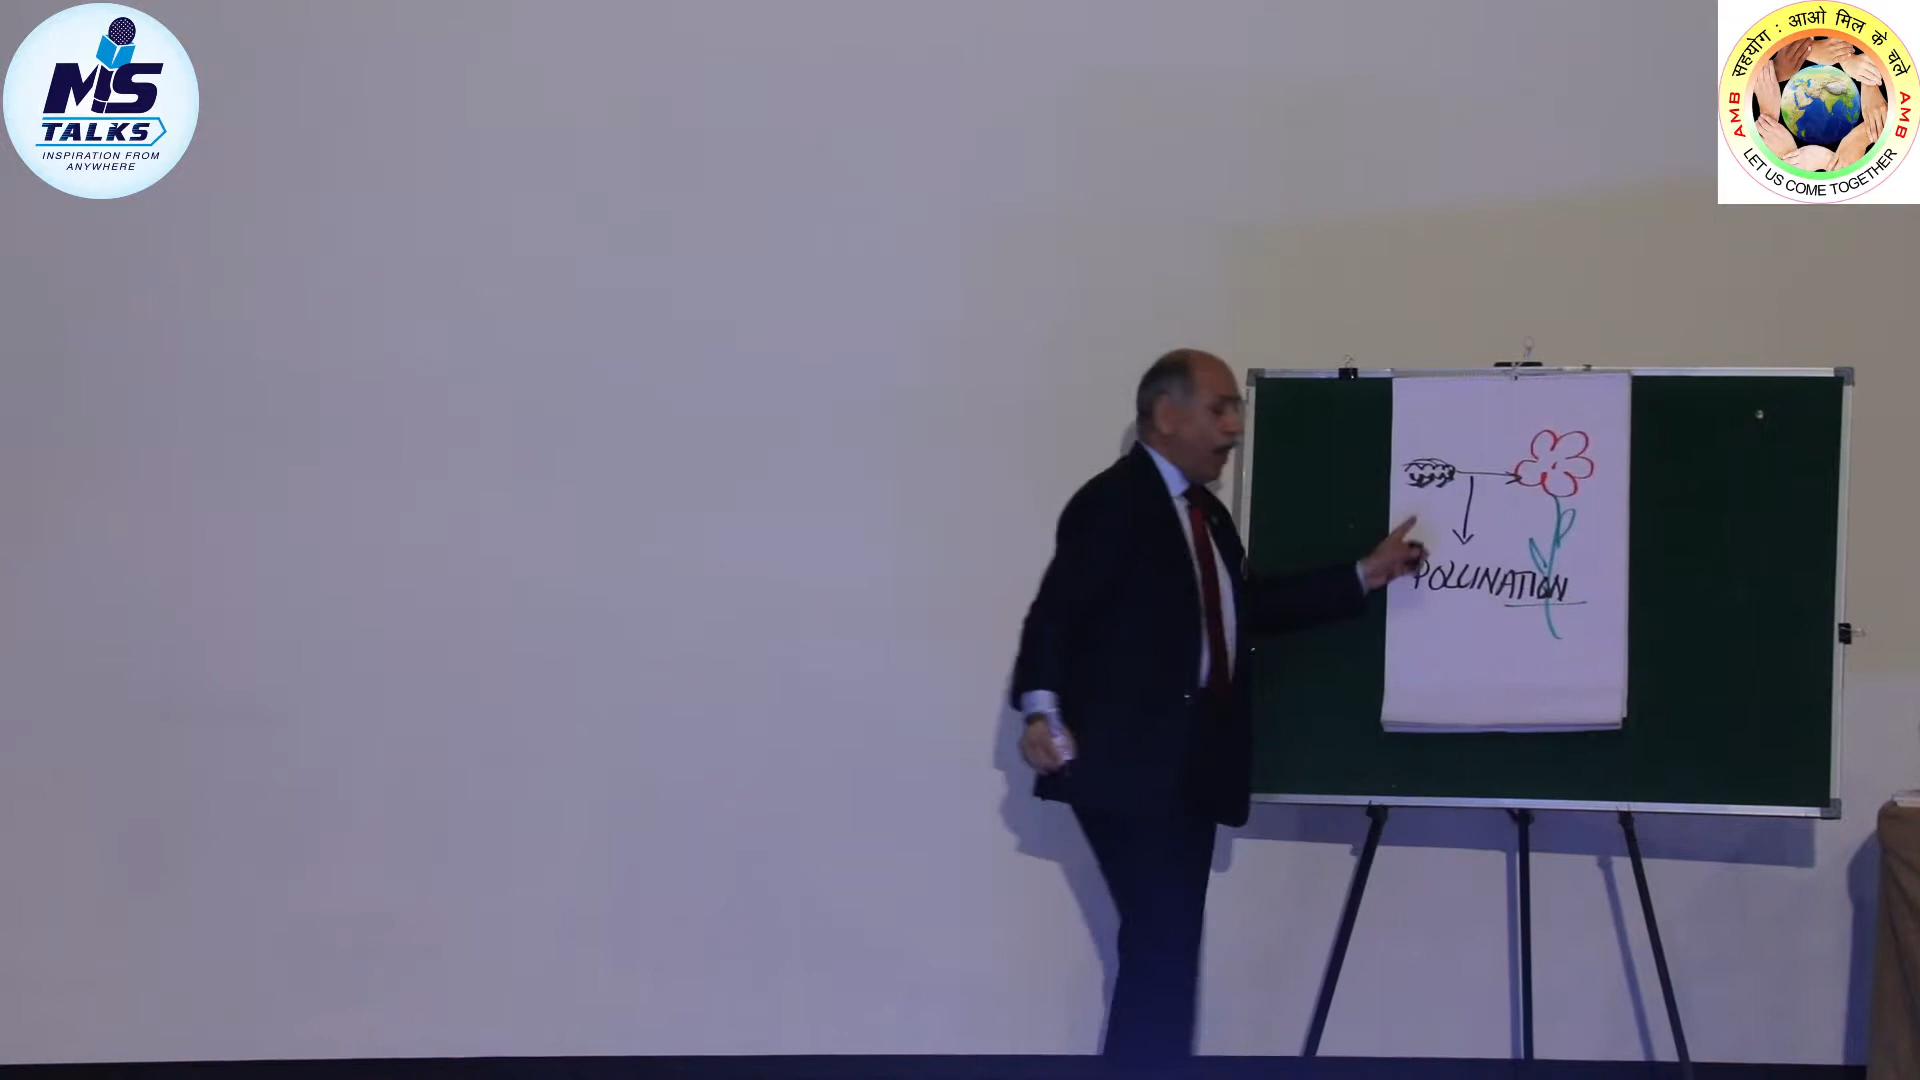 MIS
TALKS
INSPIRATION FROM
ANYWHERE
सहयोग : आओ मिल के चले
AMB
AMB
LET US COME TOGETHER
POLLINATION